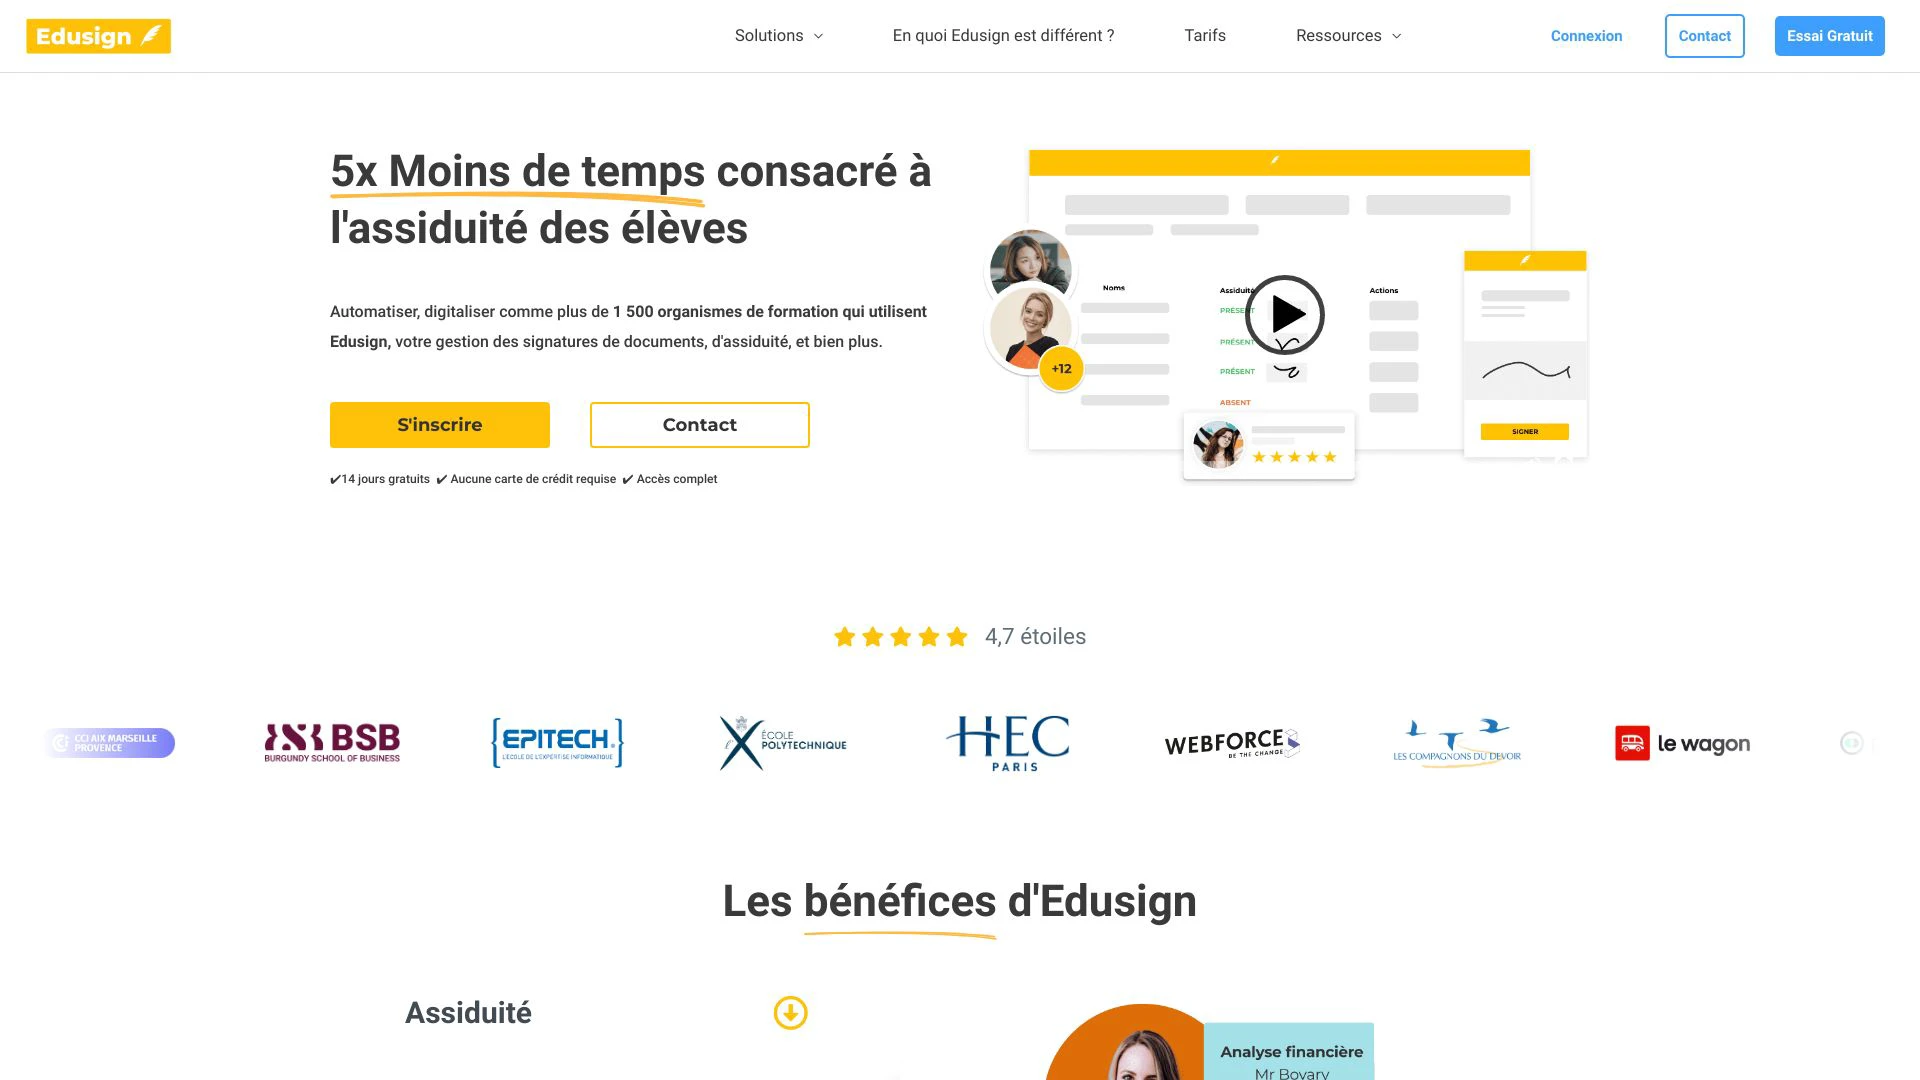 Edusign
Solutions
En quoi Edusign est différent ?
Tarifs
Ressources
Connexion
Contact
Essai Gratuit
5x Moins de temps consacré à
l'assiduité des élèves
Automatiser, digitaliser comme plus de 1 500 organismes de formation qui utilisent
Edusign, votre gestion des signatures de documents, d'assiduité, et bien plus.
S'inscrire
Contact
✔14 jours gratuits ✔ Aucune carte de crédit requise ✔ Accès complet
Noms
Assiduité
Actions
PRÉSENT
PRÉSENT
PRÉSENT
ABSENT
+12
SIGNER
4,7 étoiles
CCI AIX MARSEILLE
PROVENCE
BSB
BURGUNDY SCHOOL OF BUSINESS
EPITECH.
L'ÉCOLE DE L'EXPERTISE INFORMATIQUE
ÉCOLE
POLYTECHNIQUE
HEC
PARIS
WEBFORCE
BE THE CHANGE
LES COMPAGNONS DU DEVOIR
le wagon
Les bénéfices d'Edusign
Assiduité
Analyse financière
Mr Bovary